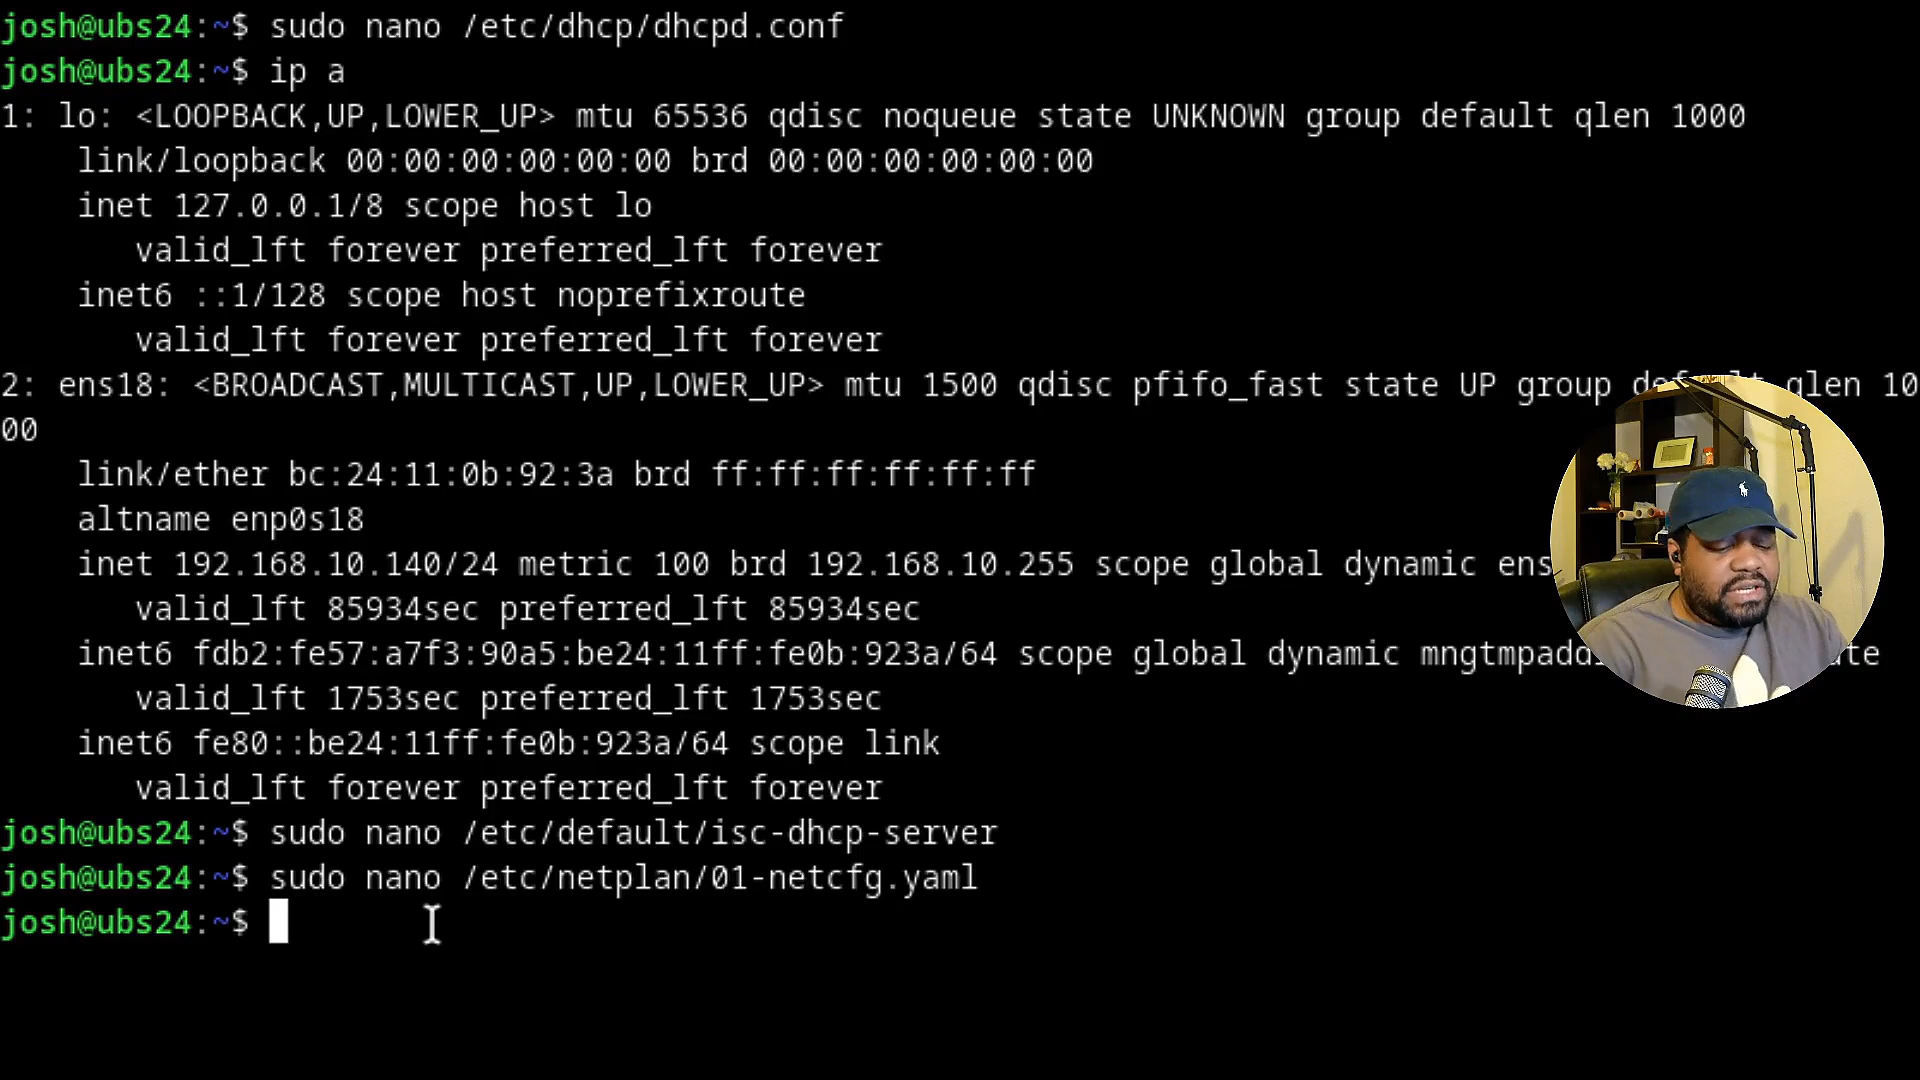 josh@ubs24:~$ sudo nano /etc/dhcp/dhcpd.conf
josh@ubs24:~$ ip a
1: lo: <LOOPBACK,UP,LOWER_UP> mtu 65536 qdisc noqueue state UNKNOWN group default qlen 1000
link/loopback 00:00:00:00:00:00 brd 00:00:00:00:00:00
inet 127.0.0.1/8 scope host lo
valid_lft forever preferred_lft forever
inet6 ::1/128 scope host noprefixroute
valid_lft forever preferred_lft forever
2: ens18: <BROADCAST,MULTICAST,UP,LOWER_UP> mtu 1500 qdisc pfifo_fast state UP group default qlen 10
00
link/ether bc:24:11:0b:92:3a brd ff:ff:ff:ff:ff:ff
altname enp0s18
inet 192.168.10.140/24 metric 100 brd 192.168.10.255 scope global dynamic ens
valid_lft 85934sec preferred_lft 85934sec
inet6 fdb2:fe57:a7f3:90a5:be24:11ff:fe0b:923a/64 scope global dynamic
valid_lft 1753sec preferred_lft 1753sec
inet6 fe80::be24:11ff:fe0b:923a/64 scope link
valid_lft forever preferred_lft forever
josh@ubs24:~$ sudo nano /etc/default/isc-dhcp-server
josh@ubs24:~$ sudo nano /etc/netplan/01-netcfg.yaml
josh@ubs24:~$